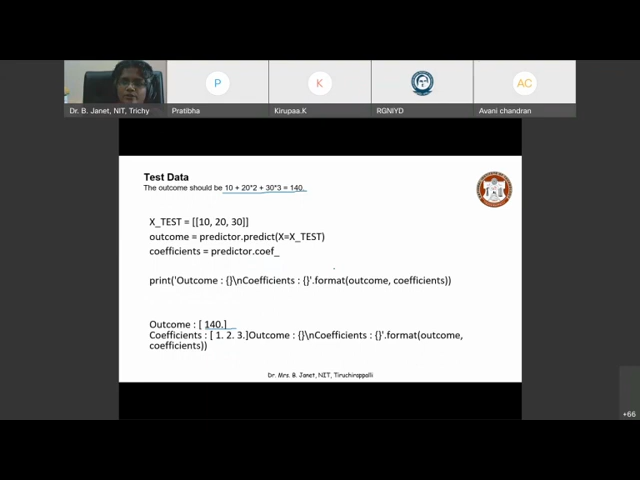 P
K
AC
Dr. B. Janet, NIT, Trichy
Pratibha
Kirupaa.K
RGNIYD
Avani chandran
Test Data
The outcome should be 10 + 20*2 + 30*3 = 140.
X_TEST = [[10, 20, 30]]
outcome = predictor.predict(X=X_TEST)
coefficients = predictor.coef_
print('Outcome : {}\nCoefficients : {}'.format(outcome, coefficients))
Outcome : [ 140.]
Coefficients : [ 1. 2. 3.]Outcome : {}\nCoefficients : {}'.format(outcome,
coefficients))
Dr. Mrs. B. Janet, NIT, Tiruchirappalli
+66